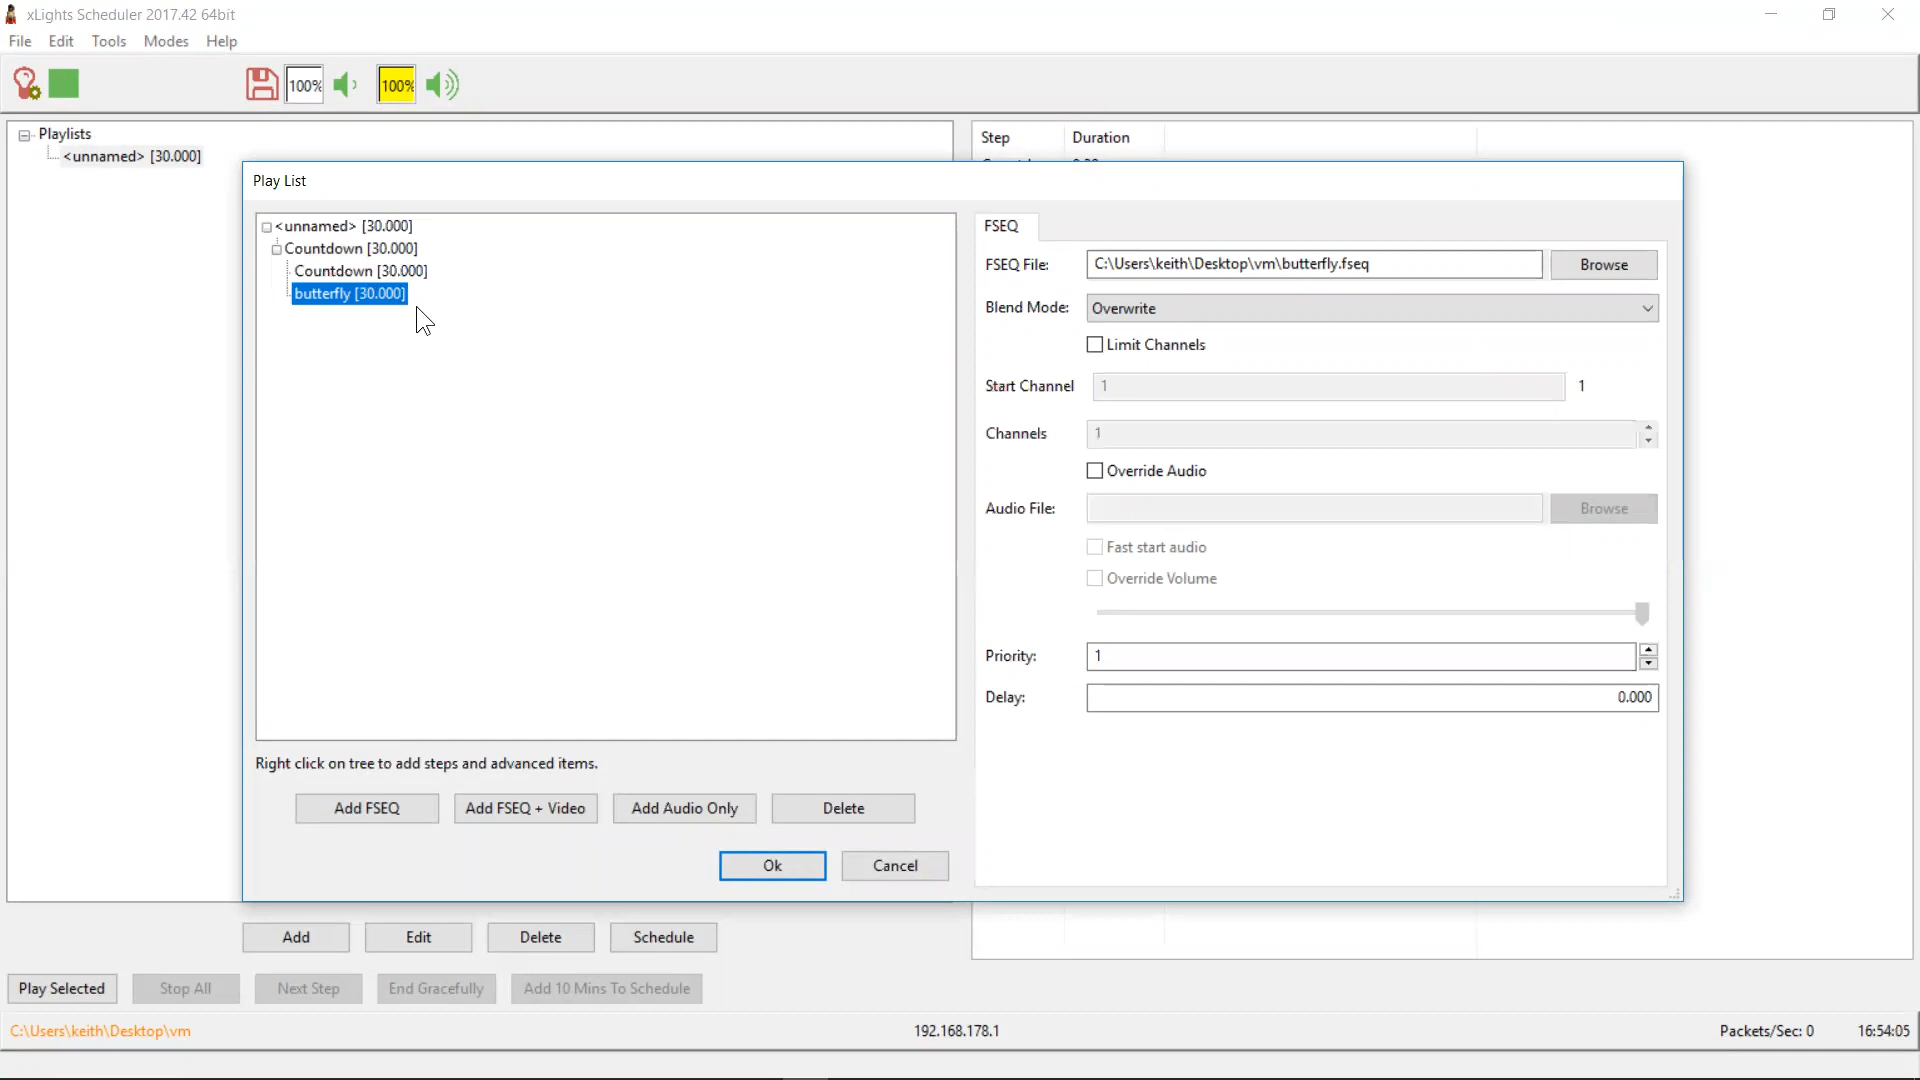 xLights Scheduler 2017.42 64bit
File Edit Tools Modes Help
100% 100%
Playlists
<unnamed> [30.000]
Step Duration
Play List
<unnamed> [30.000]
Countdown [30.000]
Countdown [30.000]
butterfly [30.000]
Right click on tree to add steps and advanced items.
Add FSEQ Add FSEQ + Video Add Audio Only Delete
Ok Cancel
FSEQ
FSEQ File: C:\Users\keith\Desktop\vm\butterfly.fseq Browse
Blend Mode: Overwrite
Limit Channels
Start Channel 1 1
Channels 1
Override Audio
Audio File: Browse
Fast start audio
Override Volume
Priority: 1
Delay: 0.000
Add Edit Delete Schedule
Play Selected Stop All Next Step End Gracefully Add 10 Mins To Schedule
C:\Users\keith\Desktop\vm 192.168.178.1 Packets/Sec: 0 16:54:05